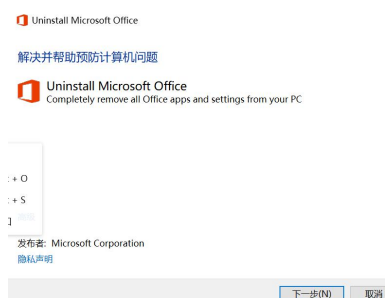 Uninstall Microsoft Office
解决并帮助预防计算机问题
Uninstall Microsoft Office
Completely remove all Office apps and settings from your PC
+ O
+ S
发布者: Microsoft Corporation
隐私声明
下一步(N)
取消